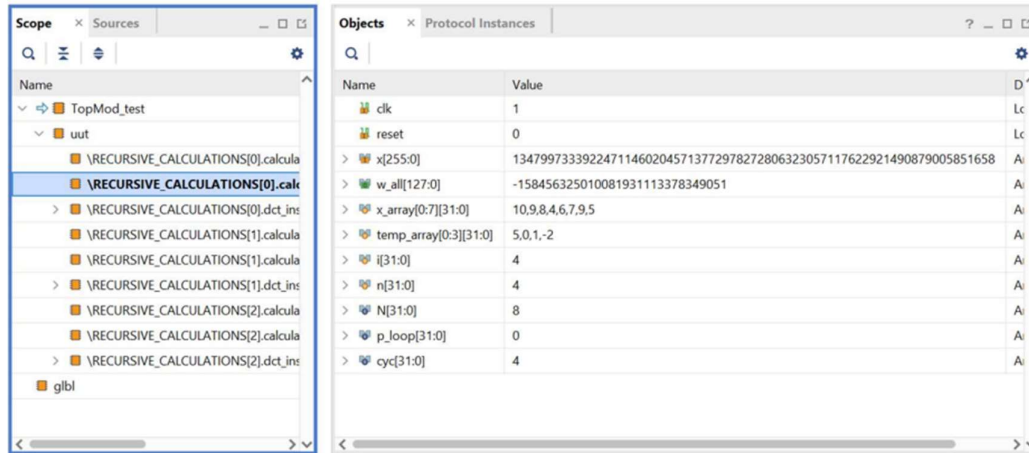 Scope × Sources
Name
TopMod_test
uut
\RECURSIVE_CALCULATIONS[0].calcula
\RECURSIVE_CALCULATIONS[0].calc
\RECURSIVE_CALCULATIONS[0].dct_ins
\RECURSIVE_CALCULATIONS[1].calcula
\RECURSIVE_CALCULATIONS[1].calcula
\RECURSIVE_CALCULATIONS[1].dct_ins
\RECURSIVE_CALCULATIONS[2].calcula
\RECURSIVE_CALCULATIONS[2].calcula
\RECURSIVE_CALCULATIONS[2].dct_ins
glbl
Objects × Protocol Instances ?
Name Value D
clk 1 Lo
reset 0 Lo
x[255:0] 134799733392247114602045713772978272806323057117622921490879005851658 A
w_all[127:0] -158456325010081931113378349051 A
x_array[0:7][31:0] 10,9,8,4,6,7,9,5 A
temp_array[0:3][31:0] 5,0,1,-2 A
i[31:0] 4 A
n[31:0] 4 A
N[31:0] 8 A
p_loop[31:0] 0 A
cyc[31:0] 4 A